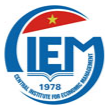 CIEM
1978
CENTRAL INSTITUTE FOR ECONOMIC MANAGEMENT